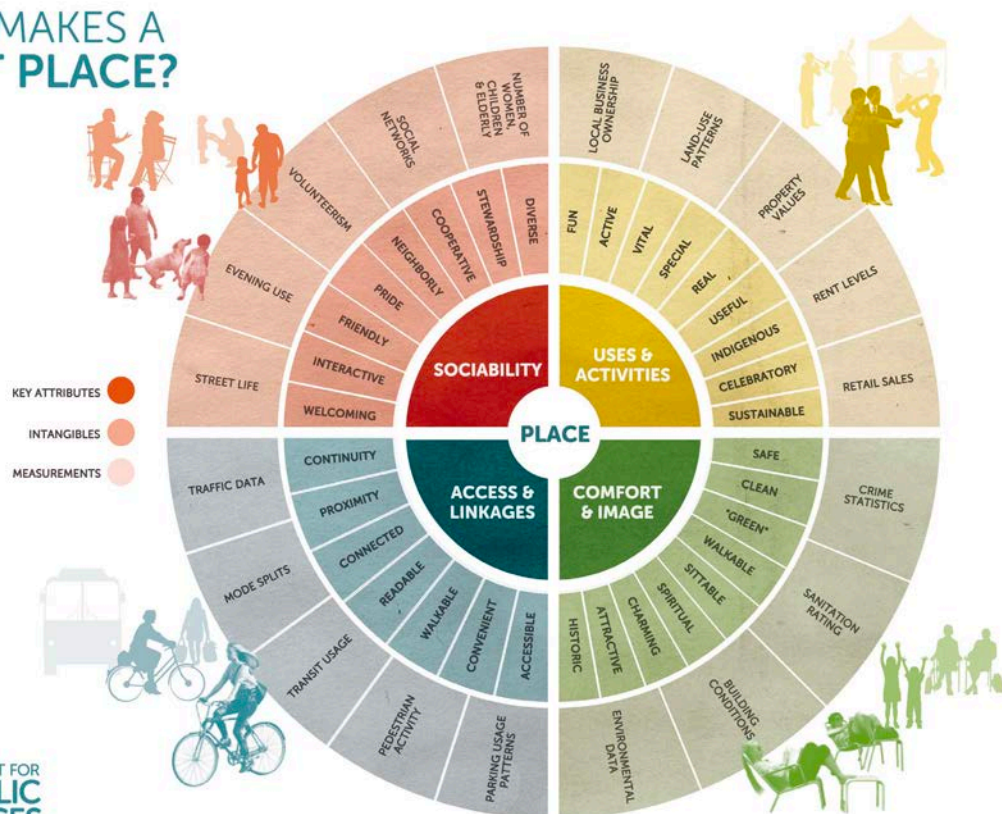 MAKES A
PLACE?
KEY ATTRIBUTES
INTANGIBLES
MEASUREMENTS
PLACE
SOCIABILITY
USES &
ACTIVITIES
ACCESS &
LINKAGES
COMFORT
& IMAGE
WELCOMING
INTERACTIVE
FRIENDLY
PRIDE
NEIGHBORLY
COOPERATIVE
STEWARDSHIP
DIVERSE
FUN
ACTIVE
VITAL
SPECIAL
REAL
USEFUL
INDIGENOUS
CELEBRATORY
SUSTAINABLE
SAFE
CLEAN
"GREEN"
WALKABLE
SITTABLE
SPIRITUAL
CHARMING
ATTRACTIVE
HISTORIC
ACCESSIBLE
CONVENIENT
WALKABLE
READABLE
CONNECTED
PROXIMITY
CONTINUITY
STREET LIFE
EVENING USE
VOLUNTEERISM
SOCIAL
NETWORKS
NUMBER OF
WOMEN,
CHILDREN
& ELDERLY
LOCAL BUSINESS
OWNERSHIP
LAND-USE
PATTERNS
PROPERTY
VALUES
RENT LEVELS
RETAIL SALES
CRIME
STATISTICS
SANITATION
RATING
BUILDING
CONDITIONS
ENVIRONMENTAL
DATA
PARKING USAGE
PATTERNS
PEDESTRIAN
ACTIVITY
TRANSIT USAGE
MODE SPLITS
TRAFFIC DATA
FOR